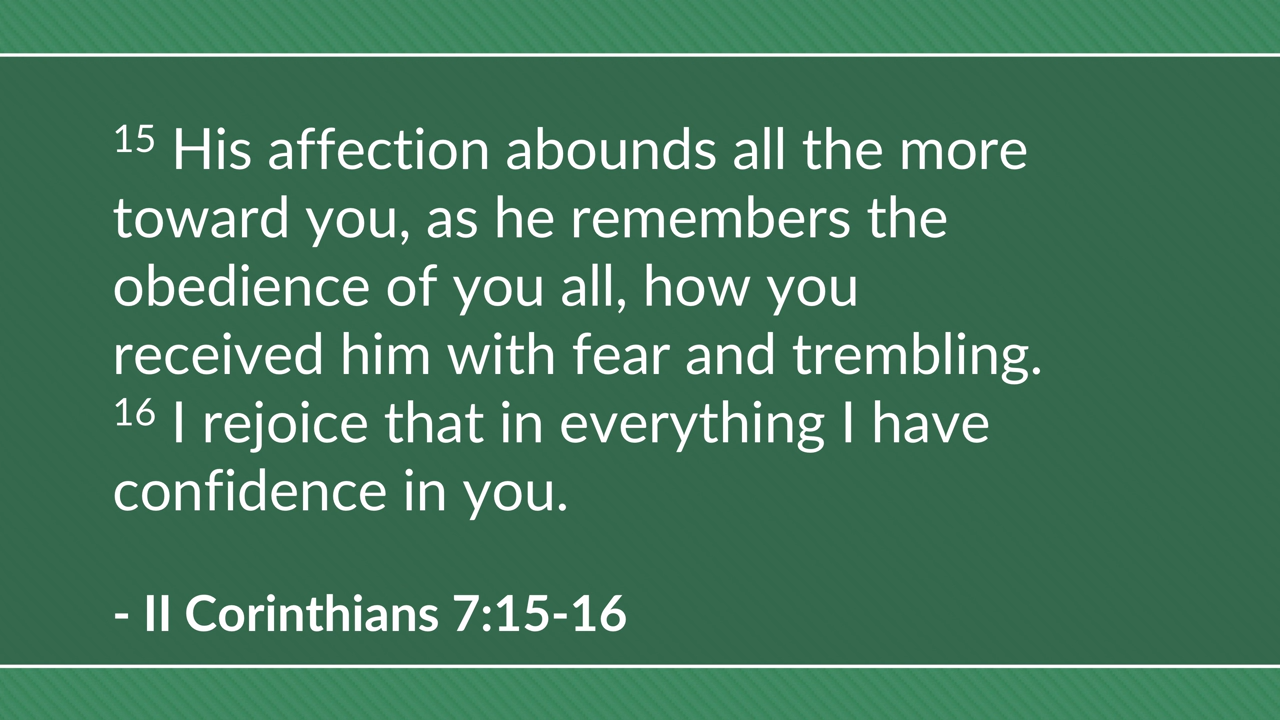 15 His affection abounds all the more
toward you, as he remembers the
obedience of you all, how you
received him with fear and trembling.
16 I rejoice that in everything I have
confidence in you.
- II Corinthians 7:15-16